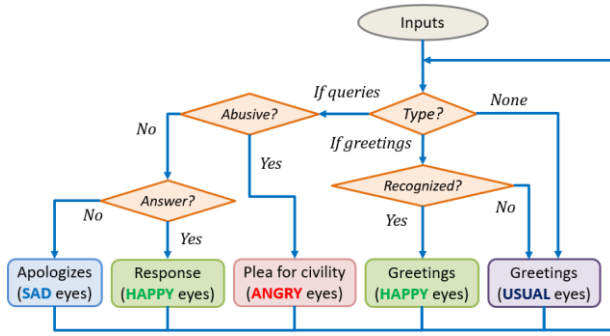 Inputs
If queries
None
Abusive?
Type?
No
If greetings
Yes
Recognized?
Answer?
No
Yes
Yes
No
Apologizes
(SAD eyes)
Response
(HAPPY eyes)
Plea for civility
(ANGRY eyes)
Greetings
(HAPPY eyes)
Greetings
(USUAL eyes)